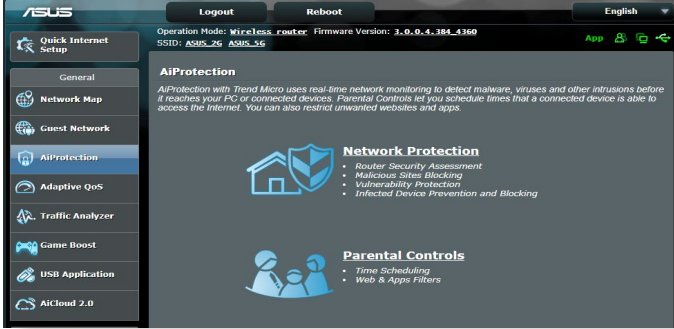 ASUS
Logout
Reboot
English
Operation Mode: Wireless router Firmware Version: 3.0.0.4.384_4360
SSID: ASUS_2G ASUS_5G
App
Quick Internet
Setup
General
Network Map
Guest Network
AiProtection
Adaptive QoS
Traffic Analyzer
Game Boost
USB Application
AiCloud 2.0
AiProtection
AiProtection with Trend Micro uses real-time network monitoring to detect malware, viruses and other intrusions before
it reaches your PC or connected devices. Parental Controls let you schedule times that a connected device is able to
access the Internet. You can also restrict unwanted websites and apps.
Network Protection
• Router Security Assessment
• Malicious Sites Blocking
• Vulnerability Protection
• Infected Device Prevention and Blocking
Parental Controls
• Time Scheduling
• Web & Apps Filters